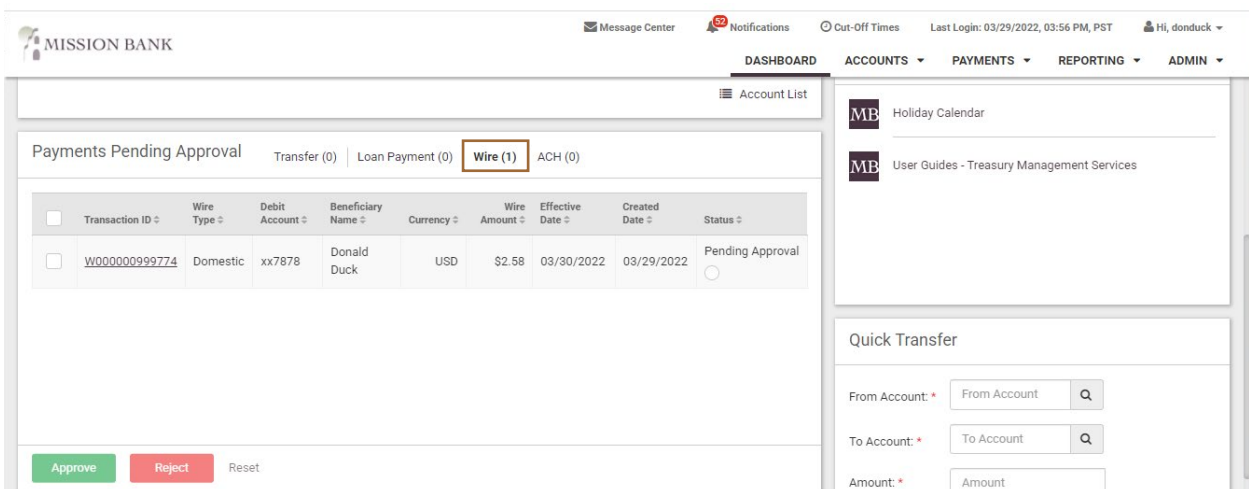 Message Center 52 Notifications Cut-Off Times Last Login: 03/29/2022, 03:56 PM, PST Hi, donduck
MISSION BANK
DASHBOARD ACCOUNTS PAYMENTS REPORTING ADMIN
Account List
MB Holiday Calendar
MB User Guides - Treasury Management Services
Payments Pending Approval Transfer (0) Loan Payment (0) Wire (1) ACH (0)
Transaction ID Wire Type Debit Account Beneficiary Name Currency Wire Amount Effective Date Created Date Status
W000000999774 Domestic xx7878 Donald Duck USD $2.58 03/30/2022 03/29/2022 Pending Approval
Approve Reject Reset
Quick Transfer
From Account: * From Account
To Account: * To Account
Amount: * Amount